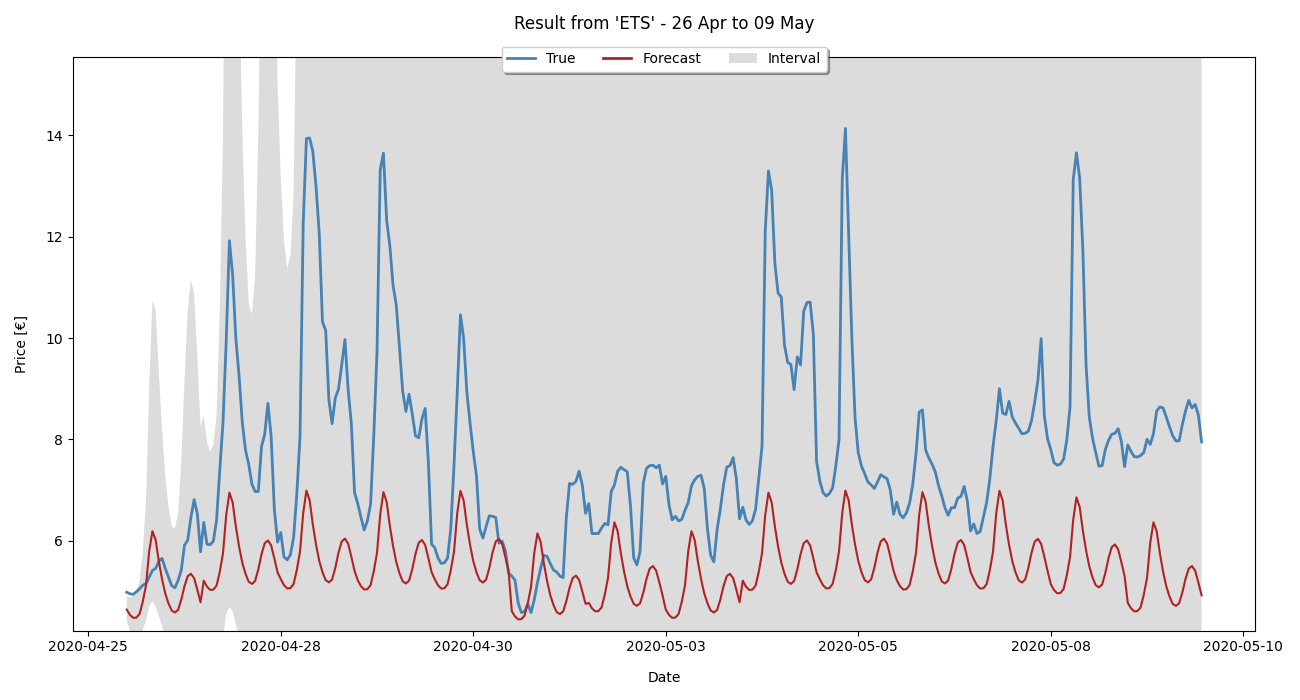 Result from 'ETS' - 26 Apr to 09 May
True Forecast Interval
14
12
10
8
6
Price [€]
2020-04-25 2020-04-28 2020-04-30 2020-05-03 2020-05-05 2020-05-08 2020-05-10
Date